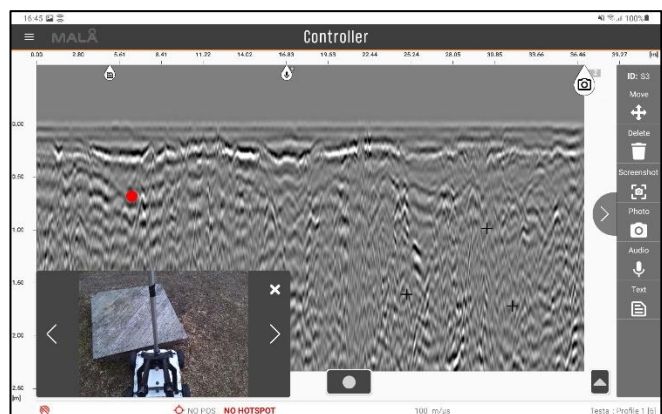 16:45
100%
MALÅ
Controller
0.00 2.80 5.61 8.41 11.22 14.02 16.83 19.63 22.44 25.24 28.05 30.85 33.66 36.46 39.27 [m]
ID: S3
Move
Delete
Screenshot
Photo
Audio
Text
0.00
0.50
1.00
1.50
2.00
2.50
[m]
NO POS
NO HOTSPOT
100 m/µs
Tests : Profile 1 [6]